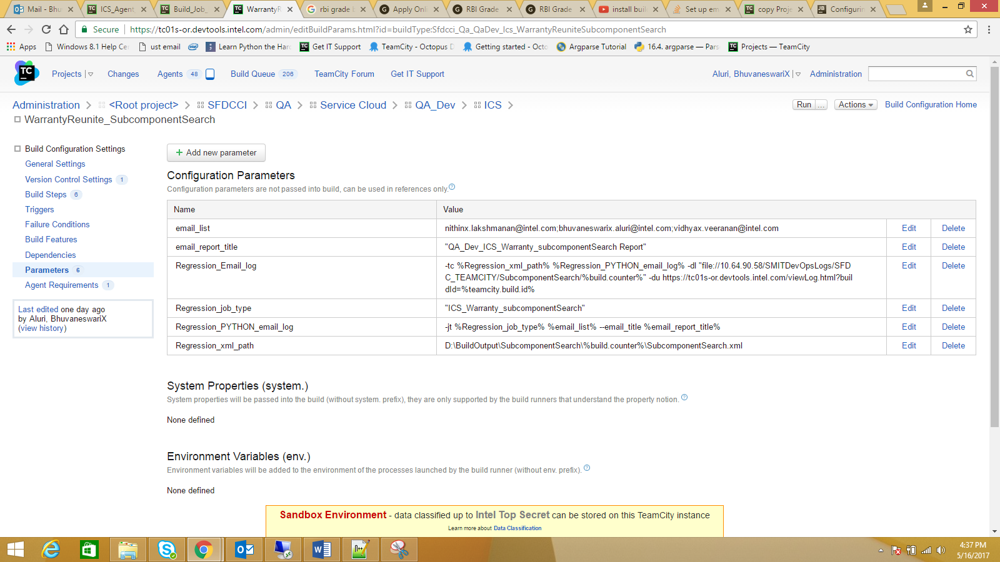 Mail - Bhu
ICS_Agent
Build_Job_
WarrantyR
rbi grade b
Apply Onli
RBI Grade
RBI Grade
install buil
Set up em
copy Proje
Configurin
Secure
https://tc01s-or.devtools.intel.com/admin/editBuildParams.html?id=buildType:Sfdcci_Qa_QaDev_Ics_WarrantyReuniteSubcomponentSearch
Apps
Windows 8.1 Help Ce
ust email
Learn Python the Har
Get IT Support
TeamCity - Octopus D
Getting started - Octo
Argparse Tutorial
16.4. argparse — Pars
Projects — TeamCity
TC
Projects
Changes
Agents 48
Build Queue 206
TeamCity Forum
Get IT Support
Aluri, BhuvaneswariX
Administration
Administration > <Root project> > SFDCCI > QA > Service Cloud > QA_Dev > ICS >
Run ...
Actions
Build Configuration Home
WarrantyReunite_SubcomponentSearch
Build Configuration Settings
General Settings
Version Control Settings 1
Build Steps 6
Triggers
Failure Conditions
Build Features
Dependencies
Parameters 6
Agent Requirements 1
Last edited one day ago
by Aluri, BhuvaneswariX
(view history)
+ Add new parameter
Configuration Parameters
Configuration parameters are not passed into build, can be used in references only.
Name Value
email_list nithinx.lakshmanan@intel.com;bhuvaneswarix.aluri@intel.com;vidhyax.veeranan@intel.com Edit Delete
email_report_title "QA_Dev_ICS_Warranty_subcomponentSearch Report" Edit Delete
Regression_Email_log -tc %Regression_xml_path% %Regression_PYTHON_email_log% -dl "file://10.64.90.58/SMITDevOpsLogs/SFD Edit Delete
C_TEAMCITY/SubcomponentSearch/%build.counter%" -du https://tc01s-or.devtools.intel.com/viewLog.html?bui
ldId=%teamcity.build.id%
Regression_job_type "ICS_Warranty_subcomponentSearch" Edit Delete
Regression_PYTHON_email_log -jt %Regression_job_type% %email_list% --email_title %email_report_title% Edit Delete
Regression_xml_path D:\BuildOutput\SubcomponentSearch\%build.counter%\SubcomponentSearch.xml Edit Delete
System Properties (system.)
System properties will be passed into the build (without system. prefix), they are only supported by the build runners that understand the property notion.
None defined
Environment Variables (env.)
Environment variables will be added to the environment of the processes launched by the build runner (without env. prefix).
None defined
Sandbox Environment - data classified up to Intel Top Secret can be stored on this TeamCity instance
Learn more about Data Classification
4:37 PM
5/16/2017